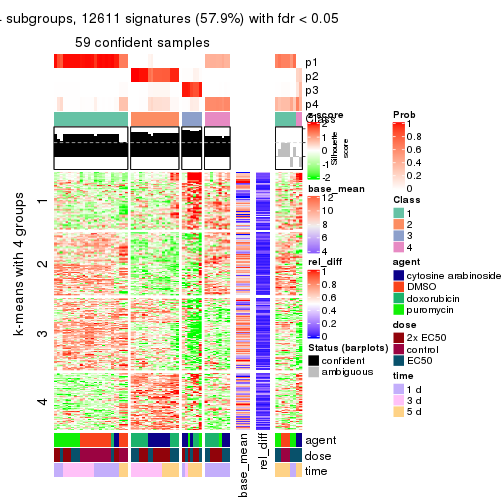 subgroups, 12611 signatures (57.9%) with fdr < 0.05
59 confident samples
p1
p2
p3
p4
Class
z-score
2
1
0
-1
-2
Silhouette
score
base_mean
12
10
8
6
4
rel_diff
1
0.8
0.6
0.4
0.2
0
Status (barplots)
confident
ambiguous
Prob
1
0.8
0.6
0.4
0.2
0
Class
1
2
3
4
agent
cytosine arabinoside
DMSO
doxorubicin
puromycin
dose
2x EC50
control
EC50
time
1 d
3 d
5 d
k-means with 4 groups
1
2
3
4
agent
dose
time
base_mean
rel_diff